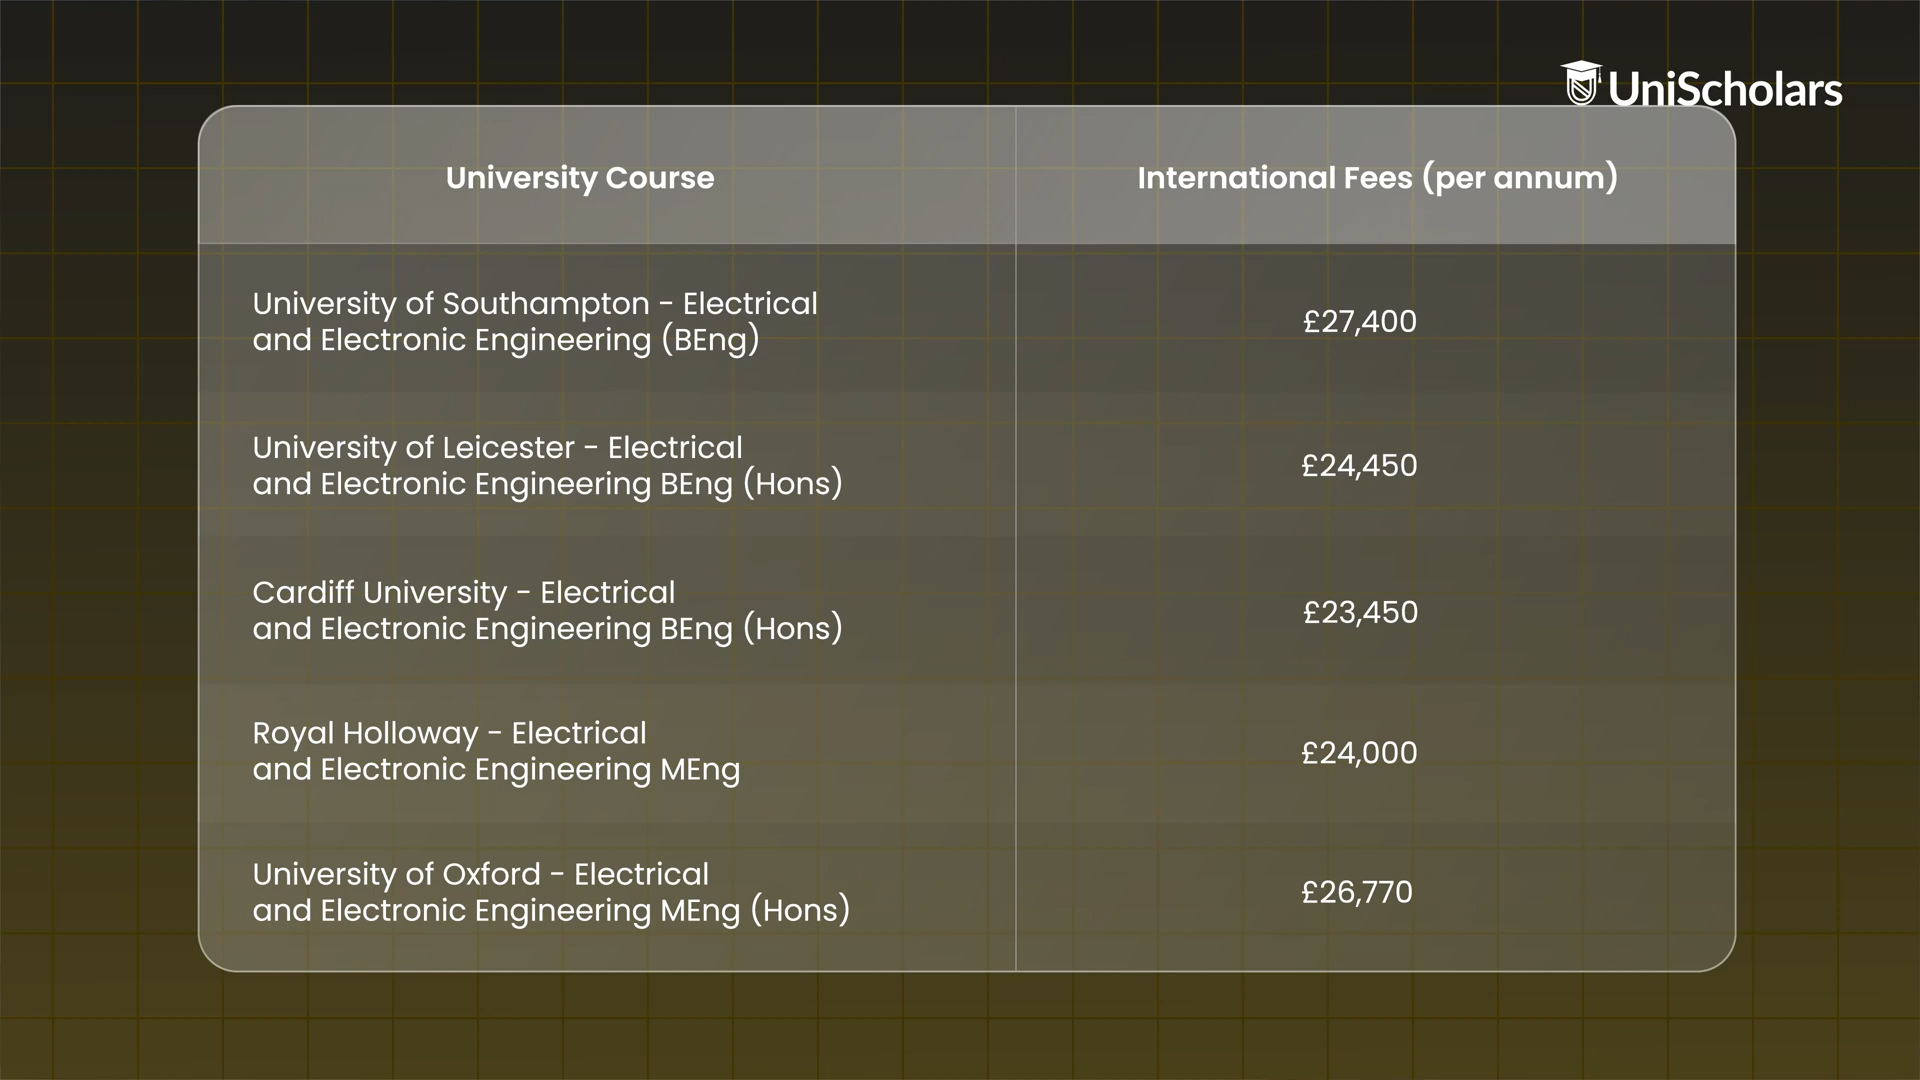 UniScholars
University Course
International Fees (per annum)
University of Southampton - Electrical
and Electronic Engineering (BEng)
£27,400
University of Leicester - Electrical
and Electronic Engineering BEng (Hons)
£24,450
Cardiff University - Electrical
and Electronic Engineering BEng (Hons)
£23,450
Royal Holloway - Electrical
and Electronic Engineering MEng
£24,000
University of Oxford - Electrical
and Electronic Engineering MEng (Hons)
£26,770